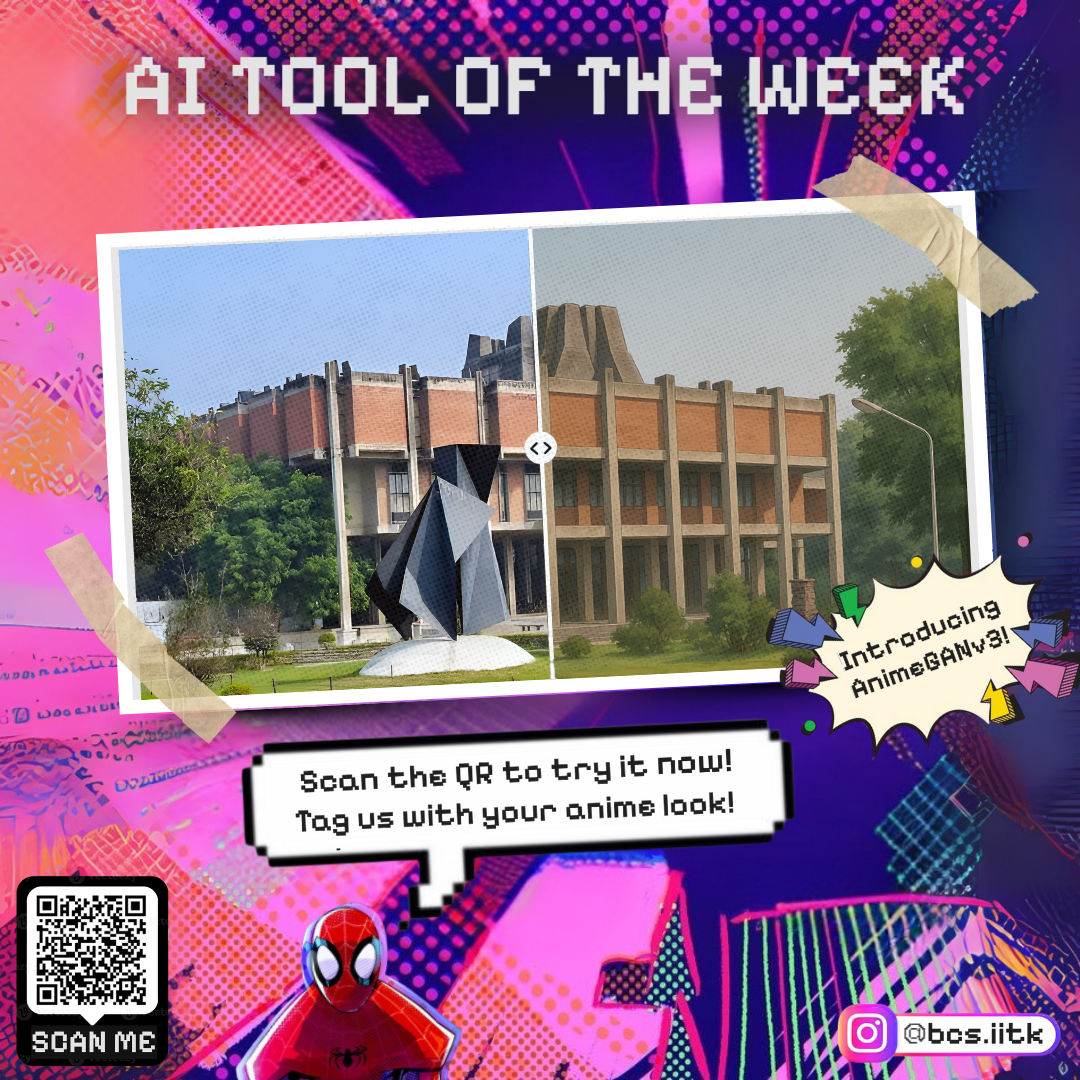 AI TOOL OF THE WEEK
Introducing
AnimeGANv3!
Scan the QR to try it now!
Tag us with your anime look!
SCAN ME
@bcs.iitk